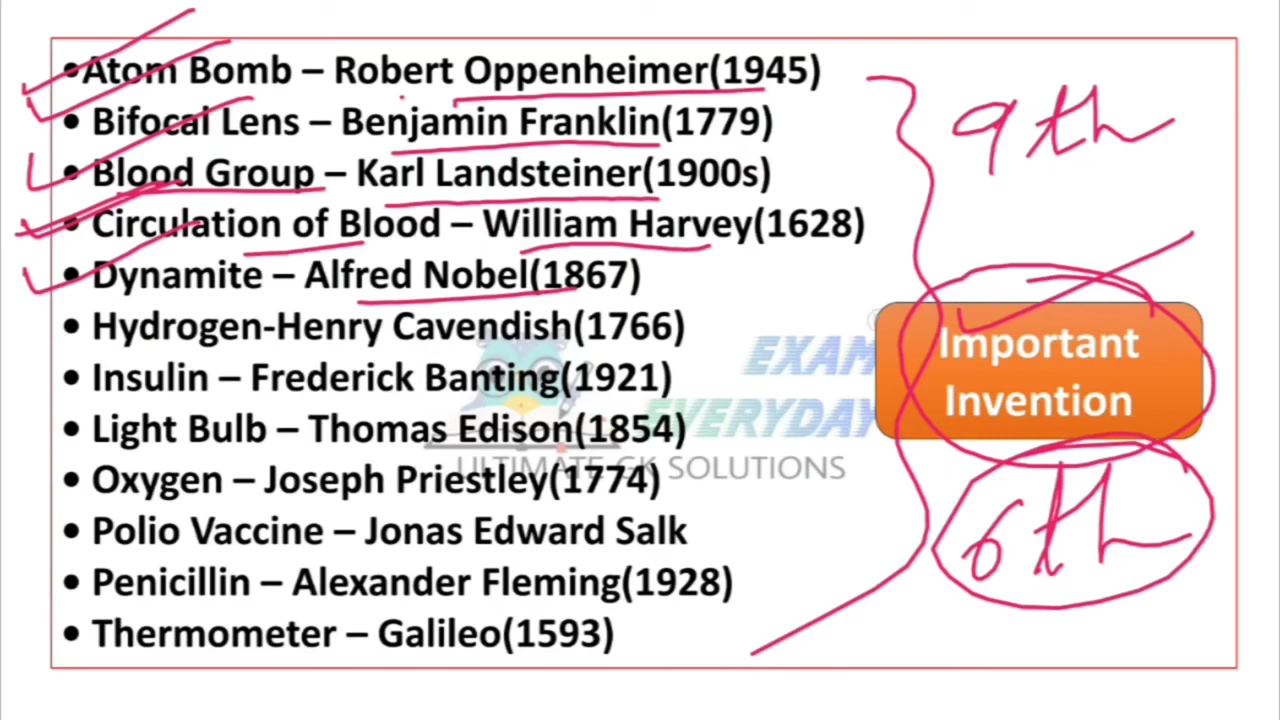 •Atom Bomb – Robert Oppenheimer(1945)
• Bifocal Lens – Benjamin Franklin(1779)
• Blood Group – Karl Landsteiner(1900s)
• Circulation of Blood – William Harvey(1628)
• Dynamite – Alfred Nobel(1867)
• Hydrogen-Henry Cavendish(1766)
• Insulin – Frederick Banting(1921)
• Light Bulb – Thomas Edison(1854)
• Oxygen – Joseph Priestley(1774)
• Polio Vaccine – Jonas Edward Salk
• Penicillin – Alexander Fleming(1928)
• Thermometer – Galileo(1593)
EXAM
EVERYDAY
ULTIMATE GK SOLUTIONS
9th
Important
Invention
6th